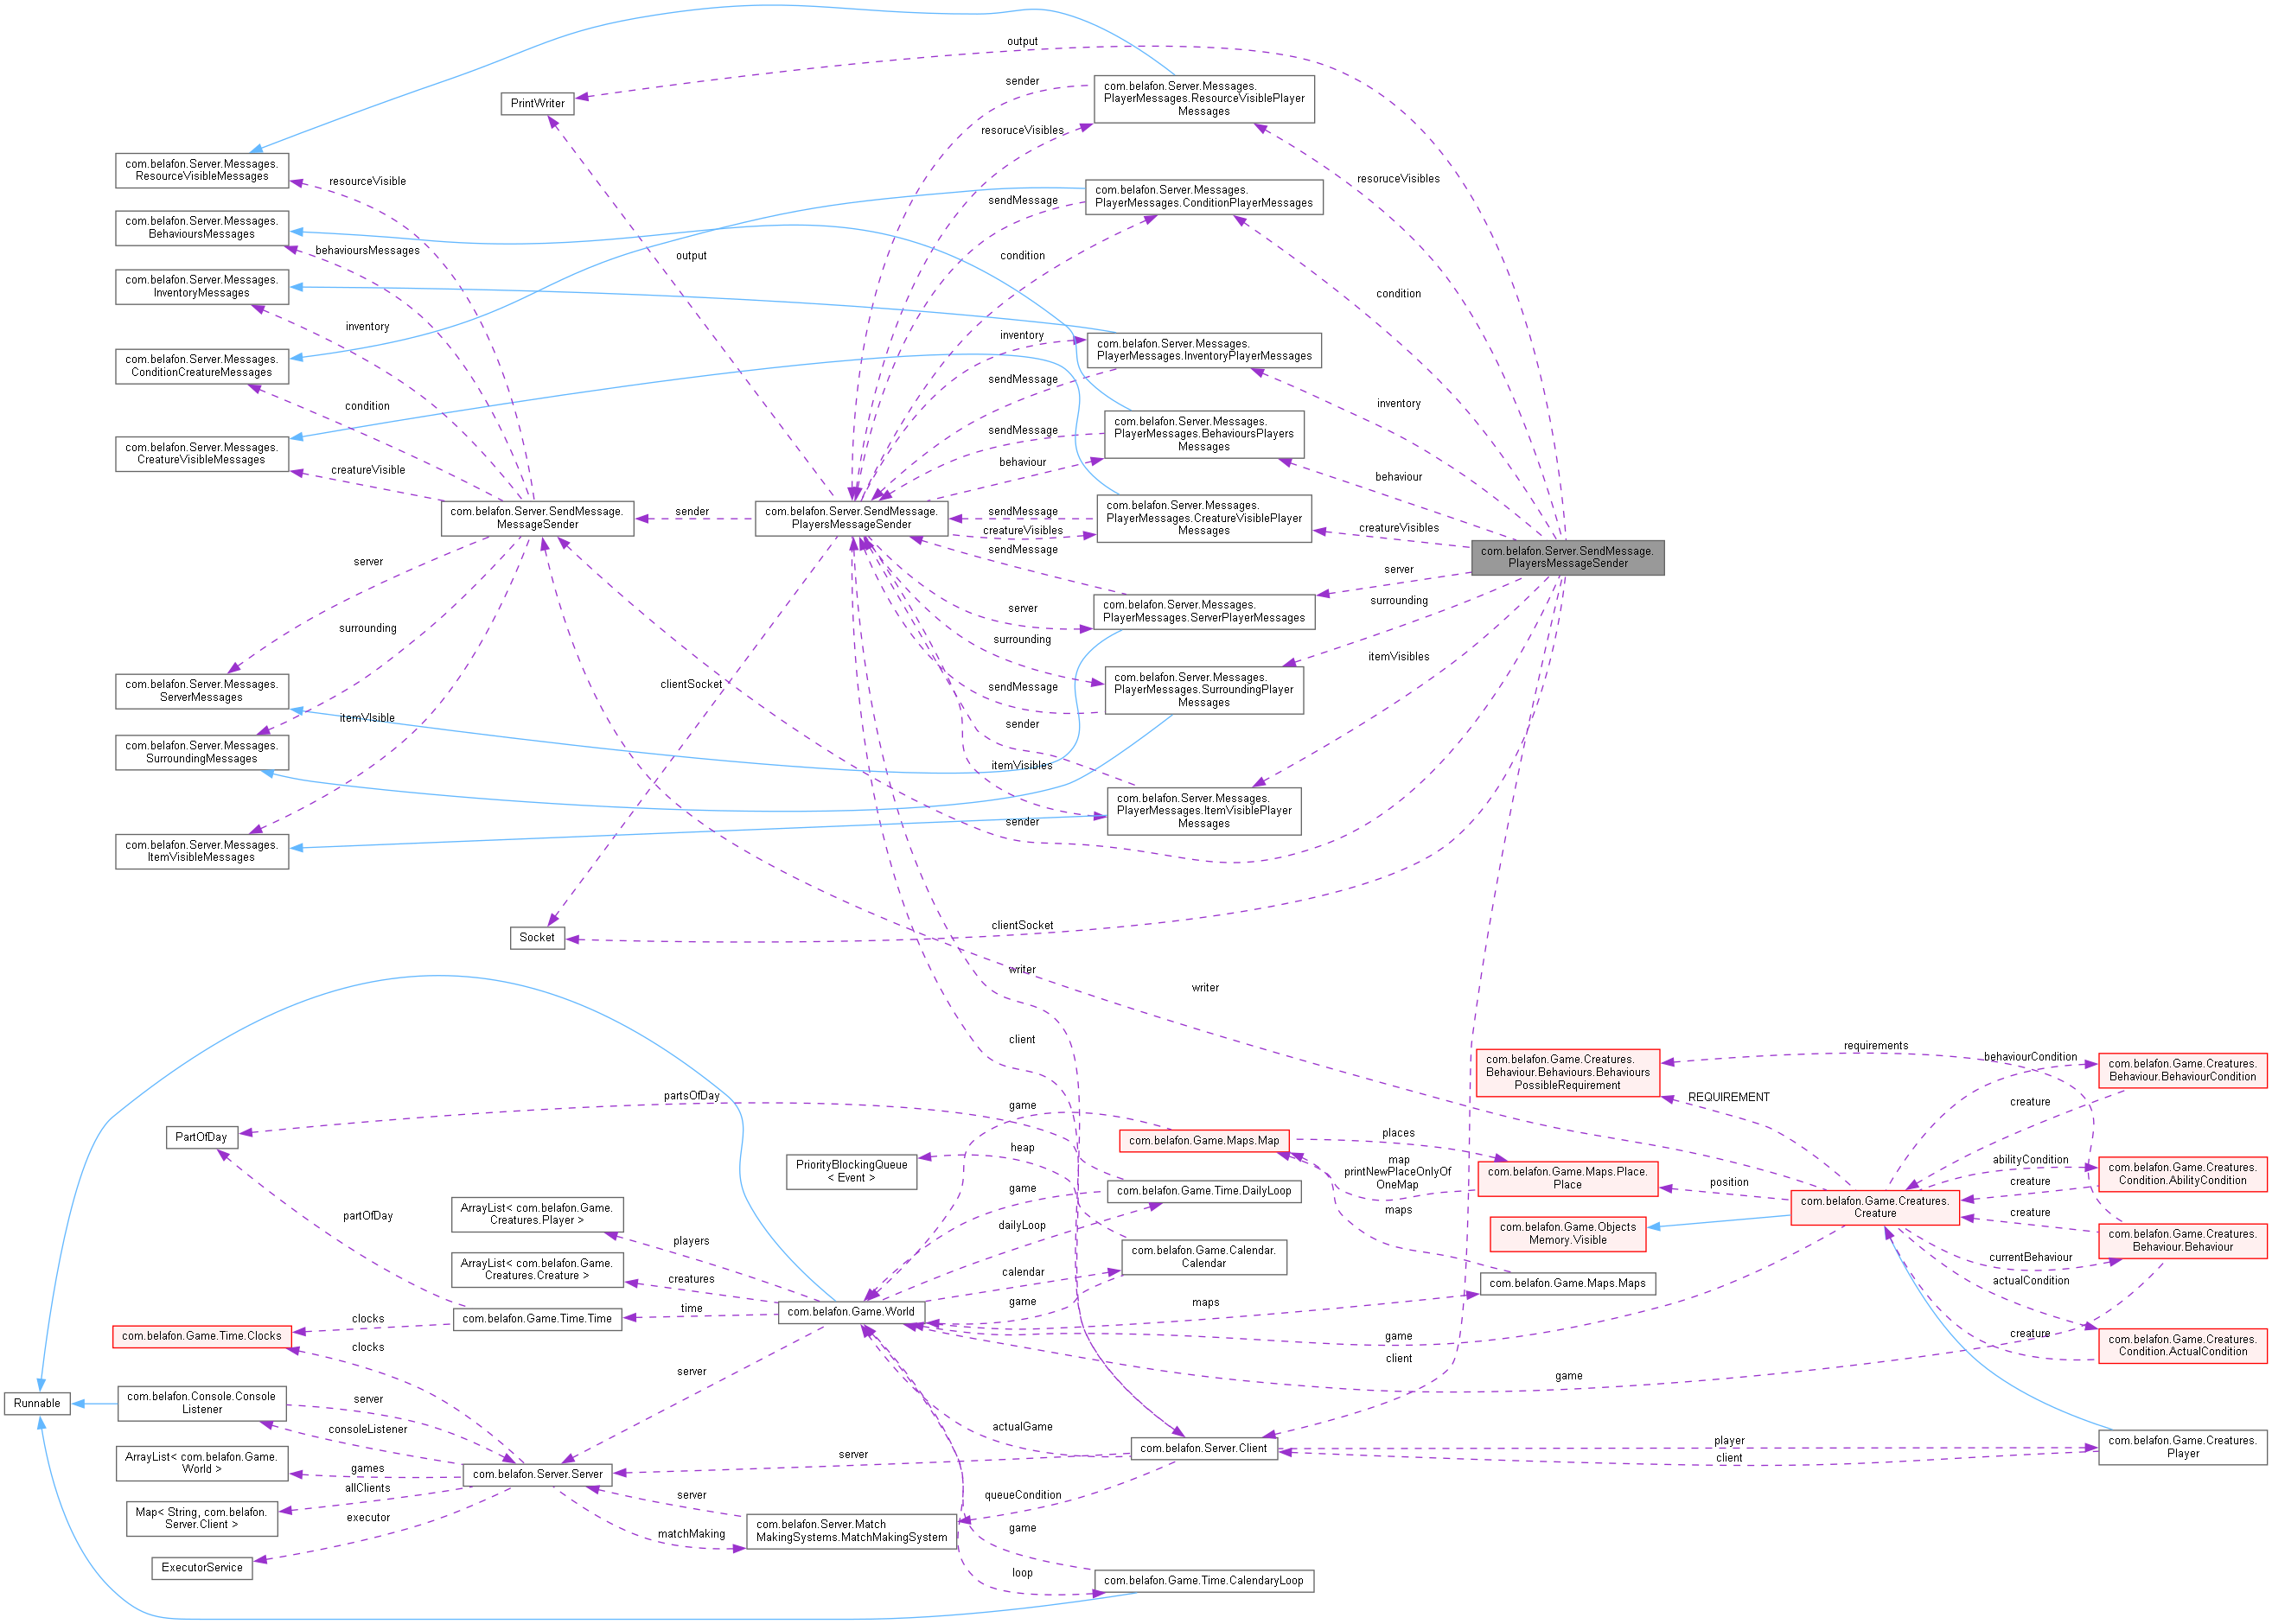 output
sender
com.belafon.Server.Messages.
PlayerMessages.ResourceVisiblePlayer
Messages
PrintWriter
resoruceVisibles
com.belafon.Server.Messages.
ResourceVisibleMessages
resourceVisible
resoruceVisibles
com.belafon.Server.Messages.
PlayerMessages.ConditionPlayerMessages
sendMessage
com.belafon.Server.Messages.
BehavioursMessages
behavioursMessages
output
condition
com.belafon.Server.Messages.
InventoryMessages
condition
inventory
inventory
com.belafon.Server.Messages.
PlayerMessages.InventoryPlayerMessages
com.belafon.Server.Messages.
ConditionCreatureMessages
sendMessage
condition
inventory
com.belafon.Server.Messages.
PlayerMessages.BehavioursPlayers
Messages
sendMessage
com.belafon.Server.Messages.
CreatureVisibleMessages
creatureVisible
behaviour
behaviour
com.belafon.Server.SendMessage.
MessageSender
sender
com.belafon.Server.SendMessage.
PlayersMessageSender
sendMessage
creatureVisibles
com.belafon.Server.Messages.
PlayerMessages.CreatureVisiblePlayer
Messages
creatureVisibles
com.belafon.Server.SendMessage.
PlayersMessageSender
sendMessage
server
server
server
com.belafon.Server.Messages.
PlayerMessages.ServerPlayerMessages
surrounding
surrounding
surrounding
itemVisibles
com.belafon.Server.Messages.
ServerMessages
clientSocket
sendMessage
com.belafon.Server.Messages.
PlayerMessages.SurroundingPlayer
Messages
itemVIsible
sender
com.belafon.Server.Messages.
SurroundingMessages
itemVisibles
com.belafon.Server.Messages.
PlayerMessages.ItemVisiblePlayer
Messages
sender
com.belafon.Server.Messages.
ItemVisibleMessages
Socket
clientSocket
writer
writer
client
requirements
behaviourCondition
com.belafon.Game.Creatures.
Behaviour.Behaviours.Behaviours
PossibleRequirement
com.belafon.Game.Creatures.
Behaviour.BehaviourCondition
partsOfDay
game
REQUIREMENT
creature
PartOfDay
heap
com.belafon.Game.Maps.Map
places
PriorityBlockingQueue
< Event >
map
printNewPlaceOnlyOf
OneMap
com.belafon.Game.Maps.Place.
Place
abilityCondition
com.belafon.Game.Creatures.
Condition.AbilityCondition
creature
game
com.belafon.Game.Time.DailyLoop
position
com.belafon.Game.Creatures.
Creature
ArrayList< com.belafon.Game.
Creatures.Player >
partOfDay
players
dailyLoop
maps
com.belafon.Game.Objects
Memory.Visible
creature
com.belafon.Game.Creatures.
Behaviour.Behaviour
ArrayList< com.belafon.Game.
Creatures.Creature >
creatures
calendar
com.belafon.Game.Calendar.
Calendar
currentBehaviour
actualCondition
com.belafon.Game.Maps.Maps
com.belafon.Game.Time.Time
time
com.belafon.Game.World
game
maps
clocks
com.belafon.Game.Time.Clocks
game
creature
com.belafon.Game.Creatures.
Condition.ActualCondition
clocks
server
client
game
Runnable
com.belafon.Console.Console
Listener
server
consoleListener
actualGame
ArrayList< com.belafon.Game.
World >
games
com.belafon.Server.Server
server
com.belafon.Server.Client
player
client
com.belafon.Game.Creatures.
Player
allClients
server
queueCondition
Map< String, com.belafon.
Server.Client >
executor
matchMaking
com.belafon.Server.Match
MakingSystems.MatchMakingSystem
game
ExecutorService
loop
com.belafon.Game.Time.CalendaryLoop